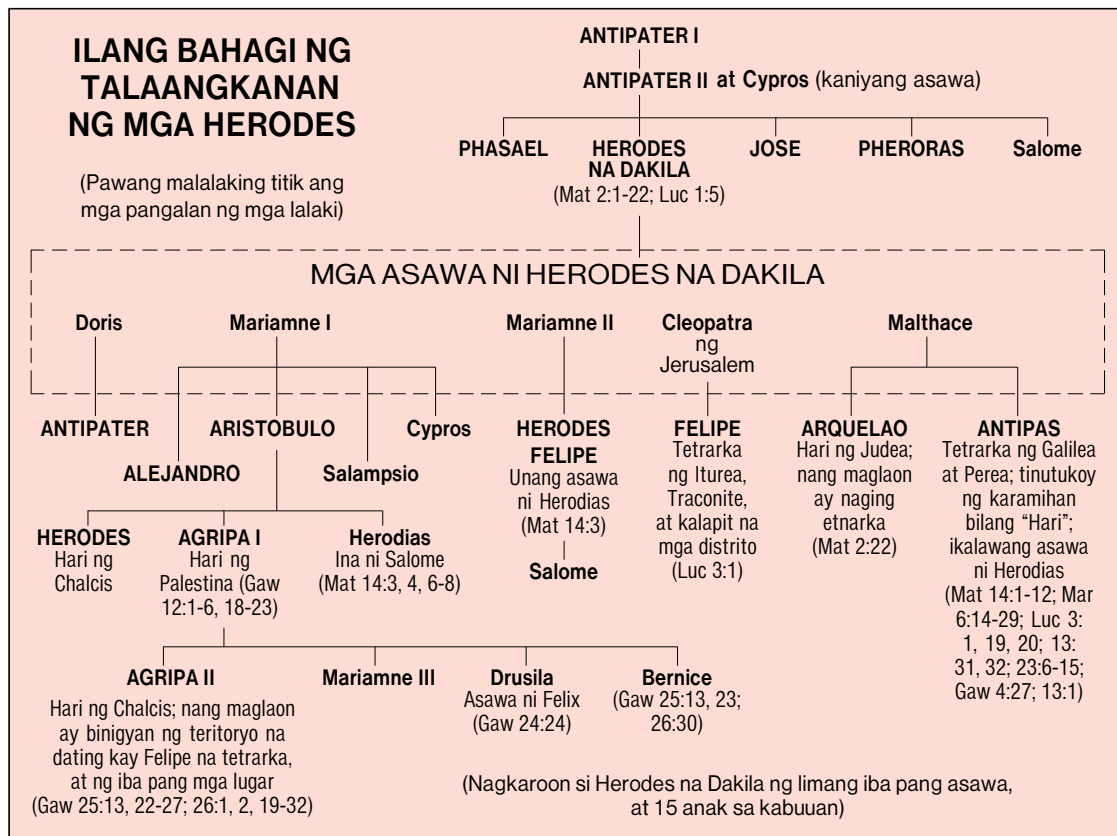 ILANG BAHAGI NG
TALAANGKANAN
NG MGA HERODES
(Pawang malalaking titik ang
mga pangalan ng mga lalaki)
ANTIPATER I
ANTIPATER II at Cypros (kaniyang asawa)
PHASAEL
HERODES
NA DAKILA
(Mat 2:1-22; Luc 1:5)
JOSE
PHERORAS
Salome
MGA ASAWA NI HERODES NA DAKILA
Doris
Mariamne I
Mariamne II
Cleopatra
ng
Jerusalem
Malthace
ANTIPATER
ALEJANDRO
ARISTOBULO
Salampsio
Cypros
HERODES
FELIPE
Unang asawa
ni Herodias
(Mat 14:3)
Salome
FELIPE
Tetrarka
ng Iturea,
Traconite,
at kalapit na
mga distrito
(Luc 3:1)
ARQUELAO
Hari ng Judea;
nang maglaon
ay naging
etnarka
(Mat 2:22)
ANTIPAS
Tetrarka ng Galilea
at Perea; tinutukoy
ng karamihan
bilang “Hari”;
ikalawang asawa
ni Herodias
(Mat 14:1-12; Mar
6:14-29; Luc 3:
1, 19, 20; 13:
31, 32; 23:6-15;
Gaw 4:27; 13:1)
HERODES
Hari ng
Chalcis
AGRIPA I
Hari ng
Palestina (Gaw
12:1-6, 18-23)
Herodias
Ina ni Salome
(Mat 14:3, 4, 6-8)
AGRIPA II
Hari ng Chalcis; nang maglaon
ay binigyan ng teritoryo na
dating kay Felipe na tetrarka,
at ng iba pang mga lugar
(Gaw 25:13, 22-27; 26:1, 2, 19-32)
Mariamne III
Drusila
Asawa ni Felix
(Gaw 24:24)
Bernice
(Gaw 25:13, 23;
26:30)
(Nagkaroon si Herodes na Dakila ng limang iba pang asawa,
at 15 anak sa kabuuan)